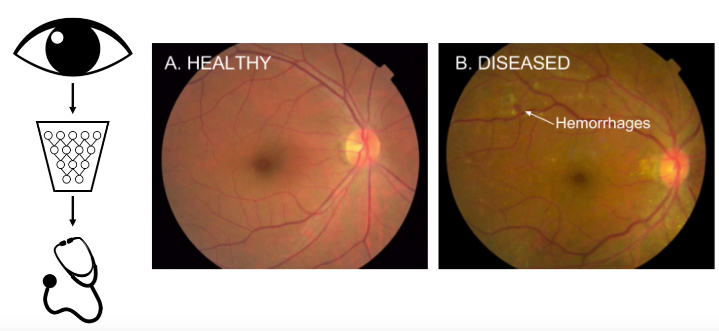 A. HEALTHY
B. DISEASED
Hemorrhages